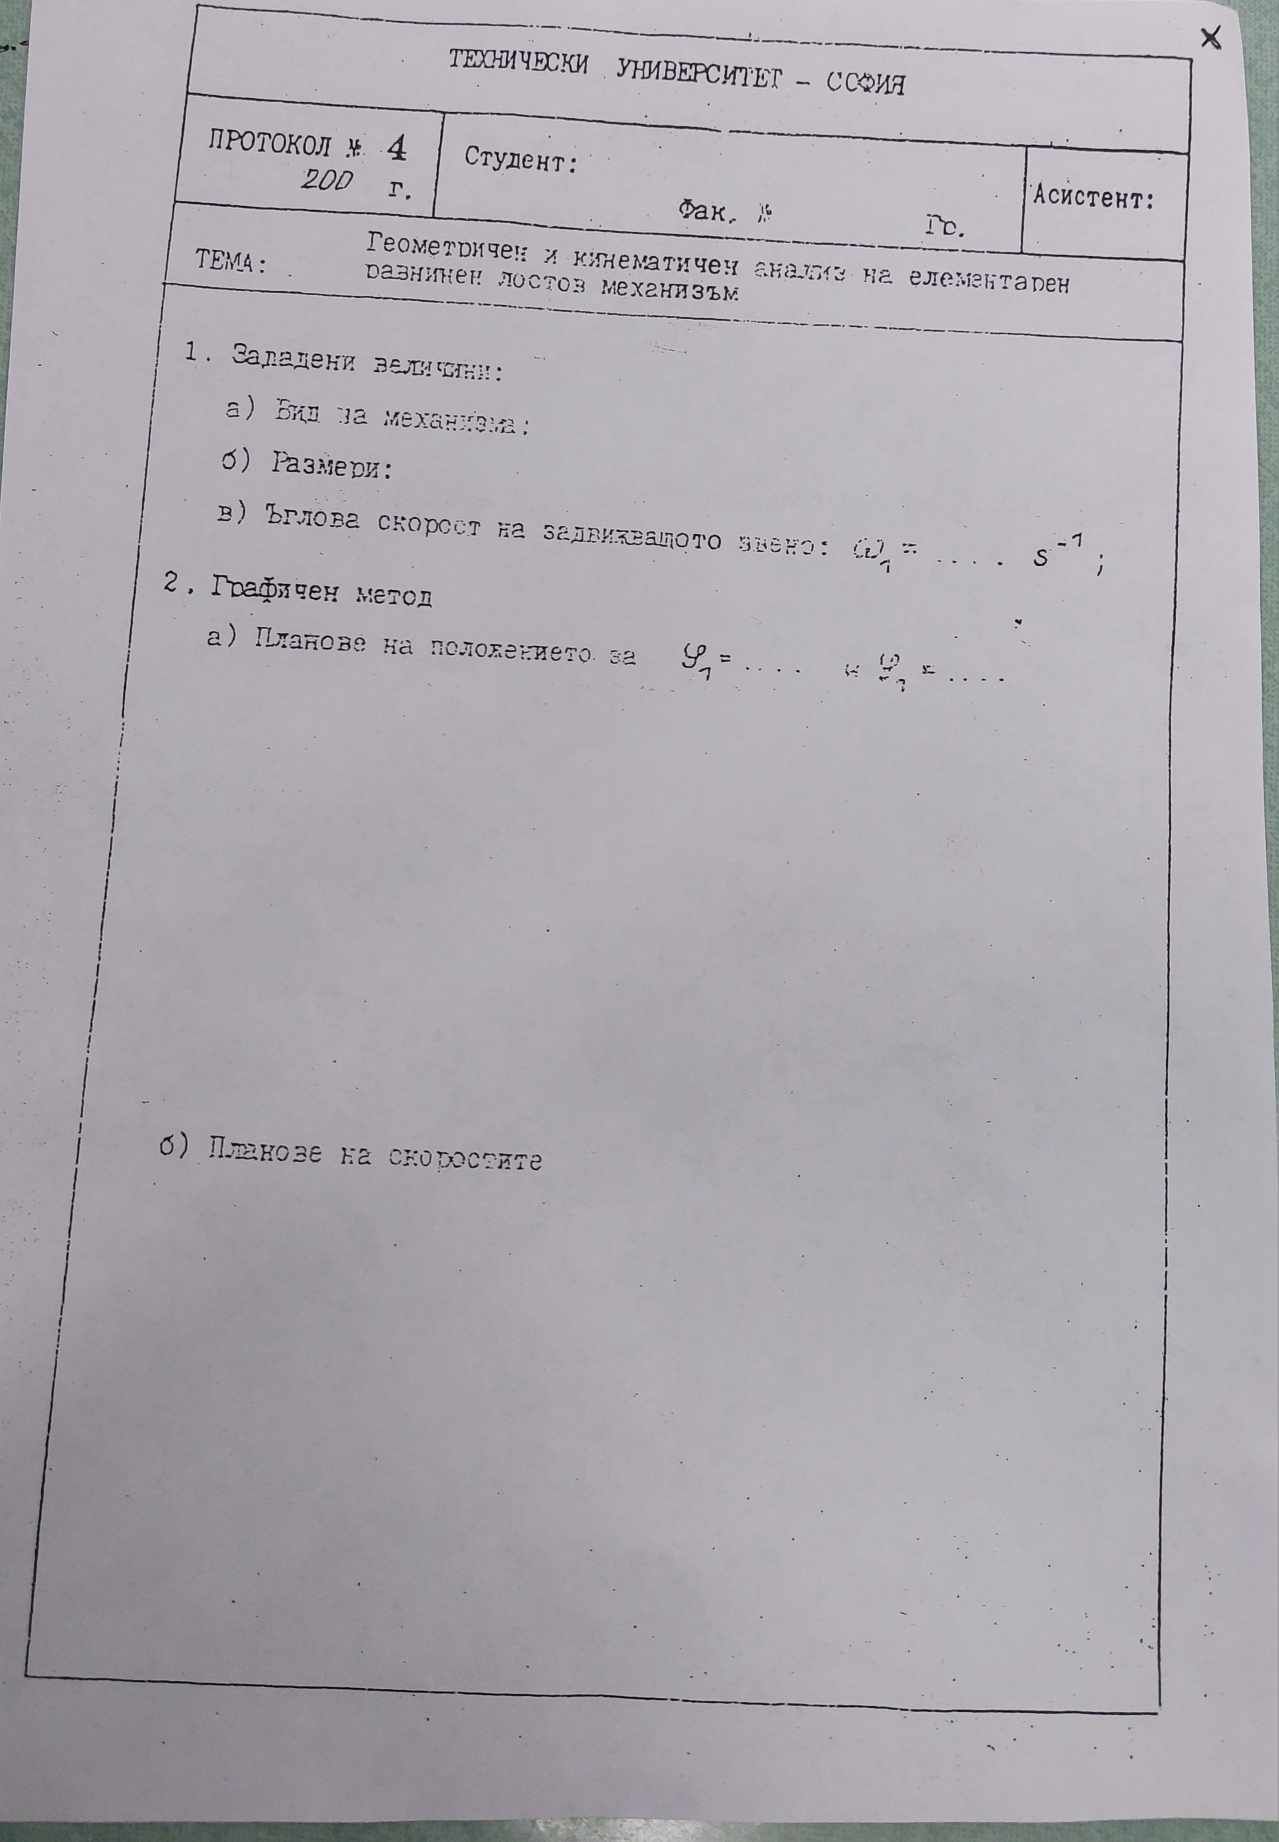 х
ТЕХНИЧЕСКИ УНИВЕРСИТЕТ – СОФИЯ
ПРОТОКОЛ № 4
200 г.
Студент:
Фак. №
Гр.
Асистент:
ТЕМА:
Геометричен и кинематичен анализ на елементарен
равнинен лостов механизъм
1. Зададени величини:
а) Вид на механизма:
б) Размери:
в) Ъглова скорост на задвижващото звено: ω₁ = .... s⁻¹ ;
2. Графичен метод
а) Планове на положението за φ₁ = .... и φ₁ = ....
б) Планове на скоростите